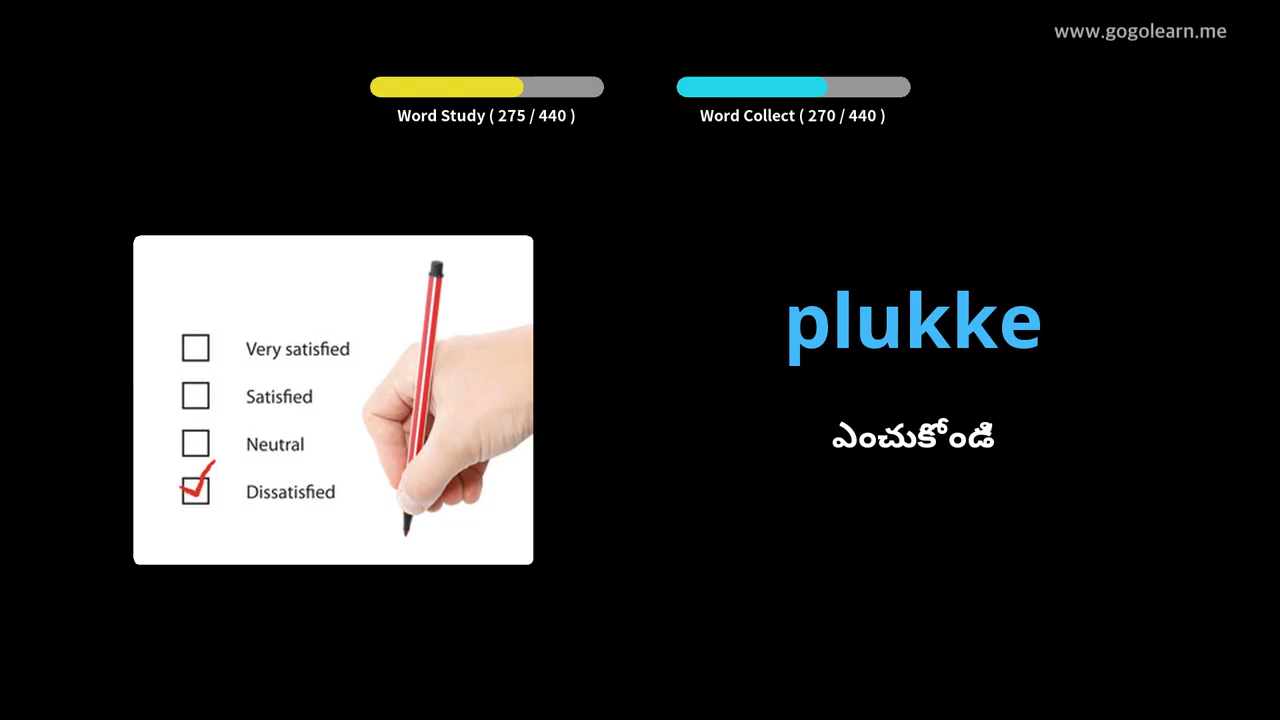 www.gogolearn.me
Word Study ( 275 / 440 )
Word Collect ( 270 / 440 )
Very satisfied
Satisfied
Neutral
Dissatisfied
plukke
ఎంచుకోండి